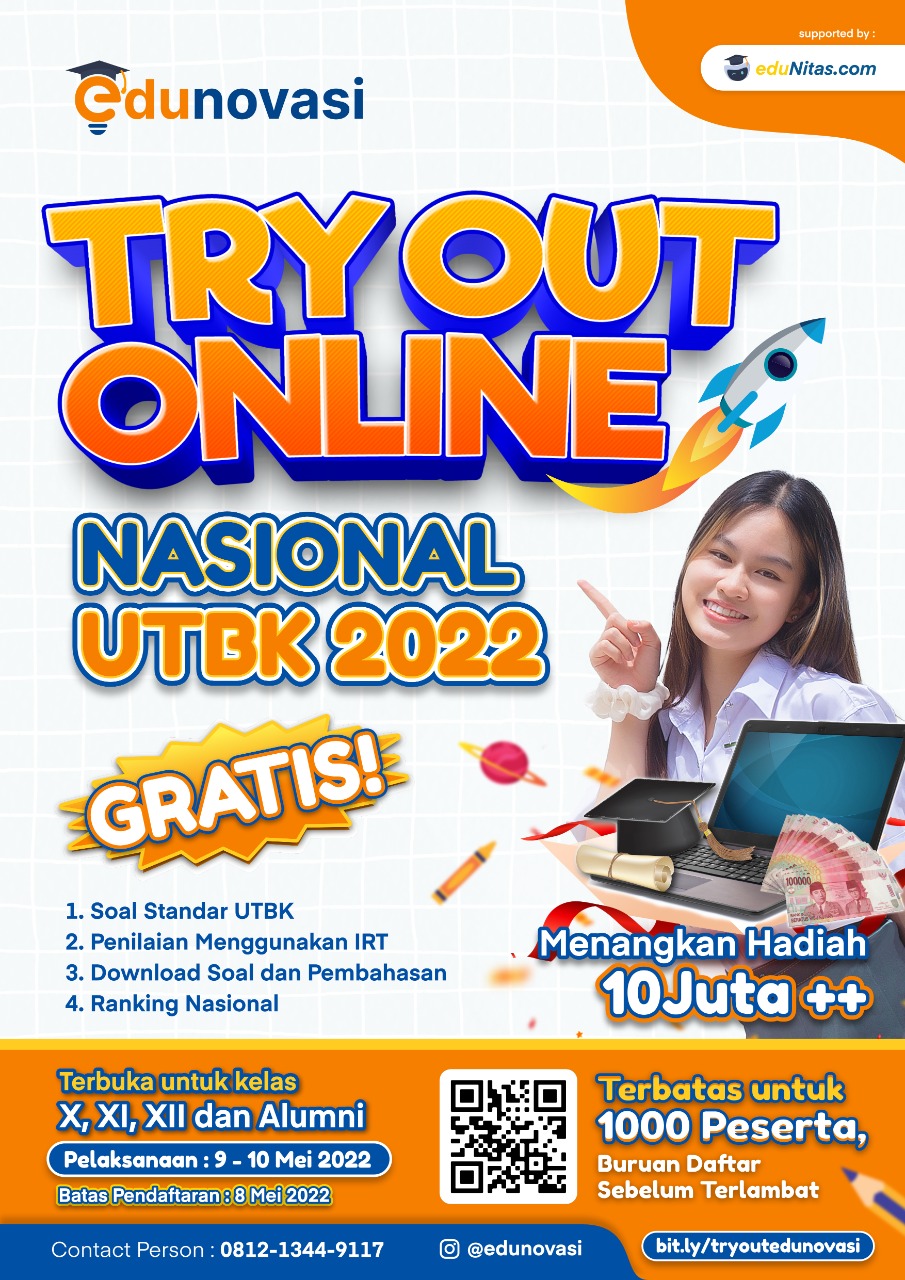 supported by :
eduNitas.com
edunovasi
TRY OUT
ONLINE
NASIONAL
UTBK 2022
GRATIS!
1. Soal Standar UTBK
2. Penilaian Menggunakan IRT
3. Download Soal dan Pembahasan
4. Ranking Nasional
100000
Menangkan Hadiah
10Juta ++
Terbuka untuk kelas
X, XI, XII dan Alumni
Pelaksanaan : 9 - 10 Mei 2022
Batas Pendaftaran : 8 Mei 2022
Terbatas untuk
1000 Peserta,
Buruan Daftar
Sebelum Terlambat
Contact Person : 0812-1344-9117
@edunovasi
bit.ly/tryoutedunovasi